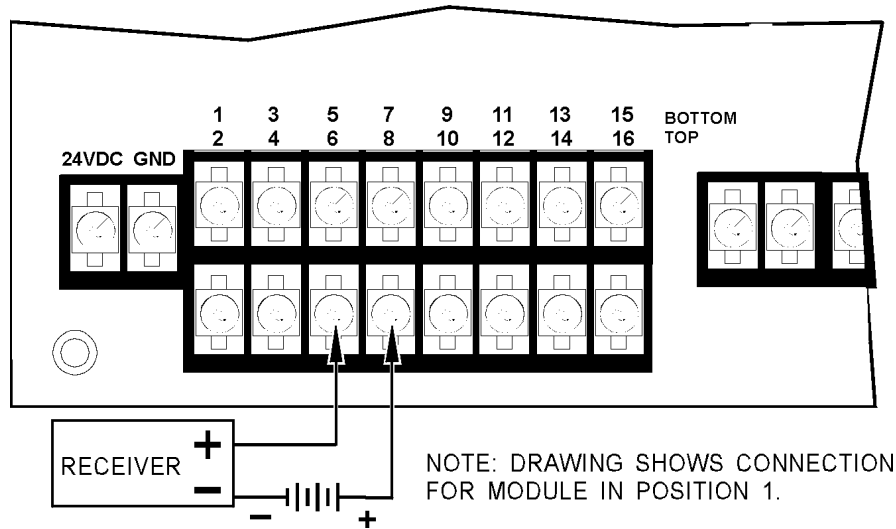 1 3 5 7 9 11 13 15 BOTTOM
2 4 6 8 10 12 14 16 TOP
24VDC GND
RECEIVER + −
− +
NOTE: DRAWING SHOWS CONNECTION
FOR MODULE IN POSITION 1.